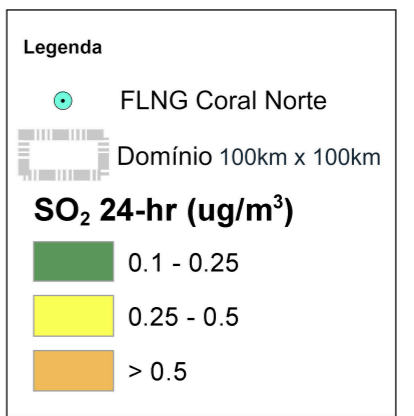 Legenda
FLNG Coral Norte
Domínio 100km x 100km
SO₂ 24-hr (ug/m³)
0.1 - 0.25
0.25 - 0.5
> 0.5